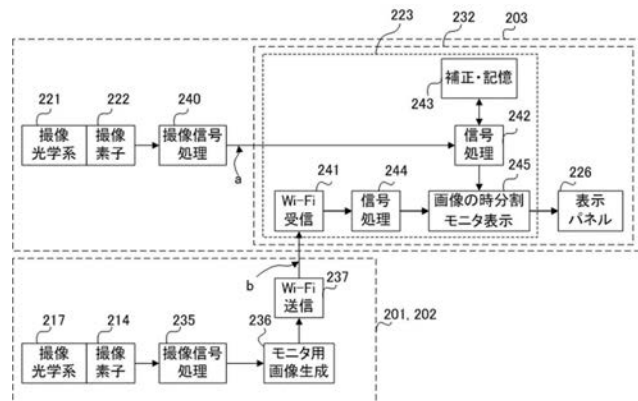 223 232 203
221 222 240
補正・記憶
243
242
撮像
光学系
撮像
素子
撮像信号
処理
信号
処理
a
241 244 245 226
Wi-Fi
受信
信号
処理
画像の時分割
モニタ表示
表示
パネル
b
237
Wi-Fi
送信
217 214 235 236
201, 202
撮像
光学系
撮像
素子
撮像信号
処理
モニタ用
画像生成